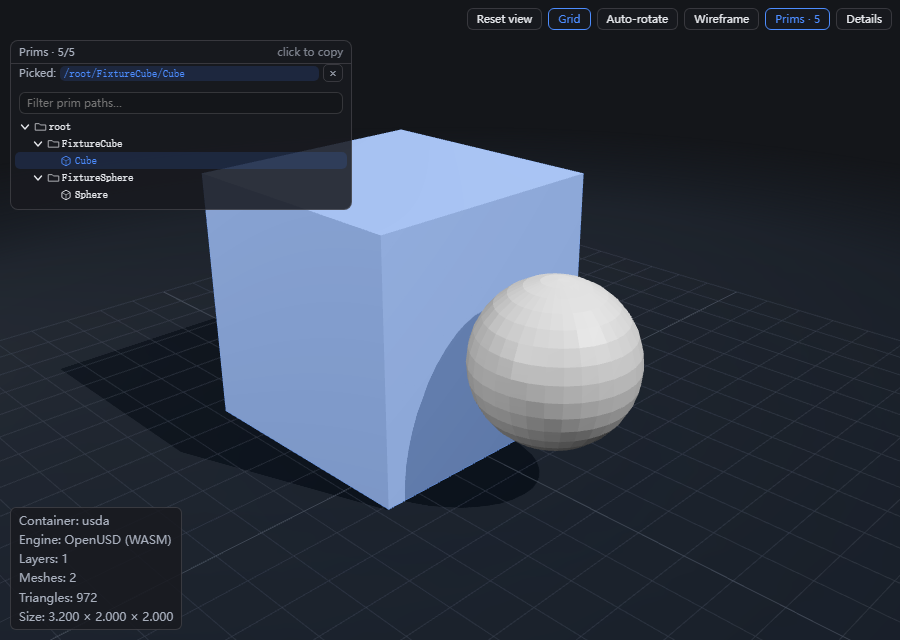 Reset view Grid Auto-rotate Wireframe Prims · 5 Details
Prims · 5/5 click to copy
Picked: /root/FixtureCube/Cube ×
Filter prim paths...
root
FixtureCube
Cube
FixtureSphere
Sphere
Container: usda
Engine: OpenUSD (WASM)
Layers: 1
Meshes: 2
Triangles: 972
Size: 3.200 × 2.000 × 2.000